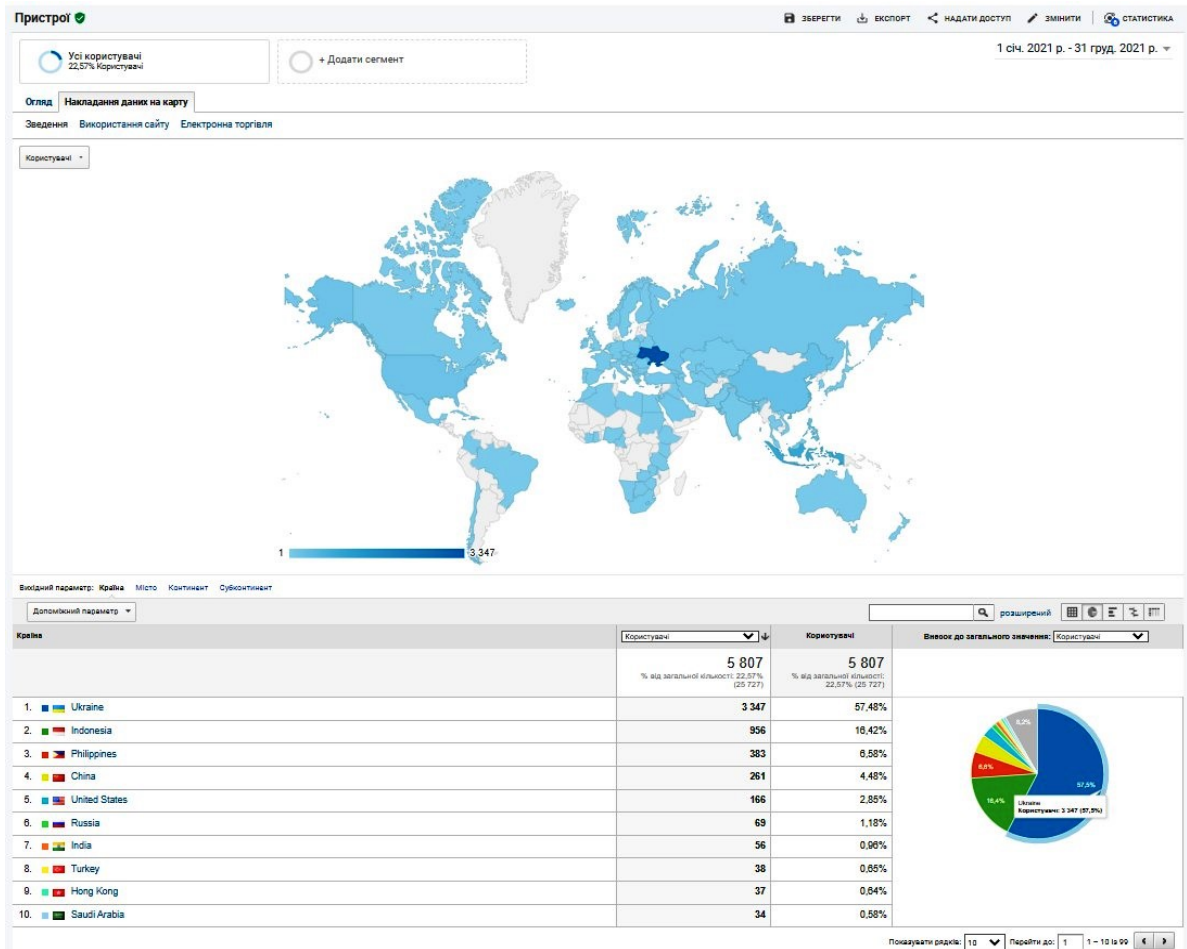 Пристрої
ЗБЕРЕГТИ ЕКСПОРТ НАДАТИ ДОСТУП ЗМІНИТИ СТАТИСТИКА
Усі користувачі
22,57% Користувачі
+ Додати сегмент
1 січ. 2021 р. - 31 груд. 2021 р.
Огляд Накладання даних на карту
Зведення Використання сайту Електронна торгівля
Користувачі
1 3 347
Вихідний параметр: Країна Місто Континент Субконтинент
Допоміжний параметр
розширений
Країна Користувачі Користувачі Внесок до загального значення: Користувачі
5 807 5 807
% від загальної кількості: 22,57% (25 727) % від загальної кількості: 22,57% (25 727)
1. Ukraine 3 347 57,48%
2. Indonesia 956 16,42%
3. Philippines 383 6,58%
4. China 261 4,48%
5. United States 166 2,85%
6. Russia 69 1,18%
7. India 56 0,96%
8. Turkey 38 0,65%
9. Hong Kong 37 0,64%
10. Saudi Arabia 34 0,58%
8,2%
6,6%
57,5%
16,4%
Ukraine
Користувачі: 3 347 (57,5%)
Показувати рядків: 10 Перейти до: 1 1 – 10 із 99